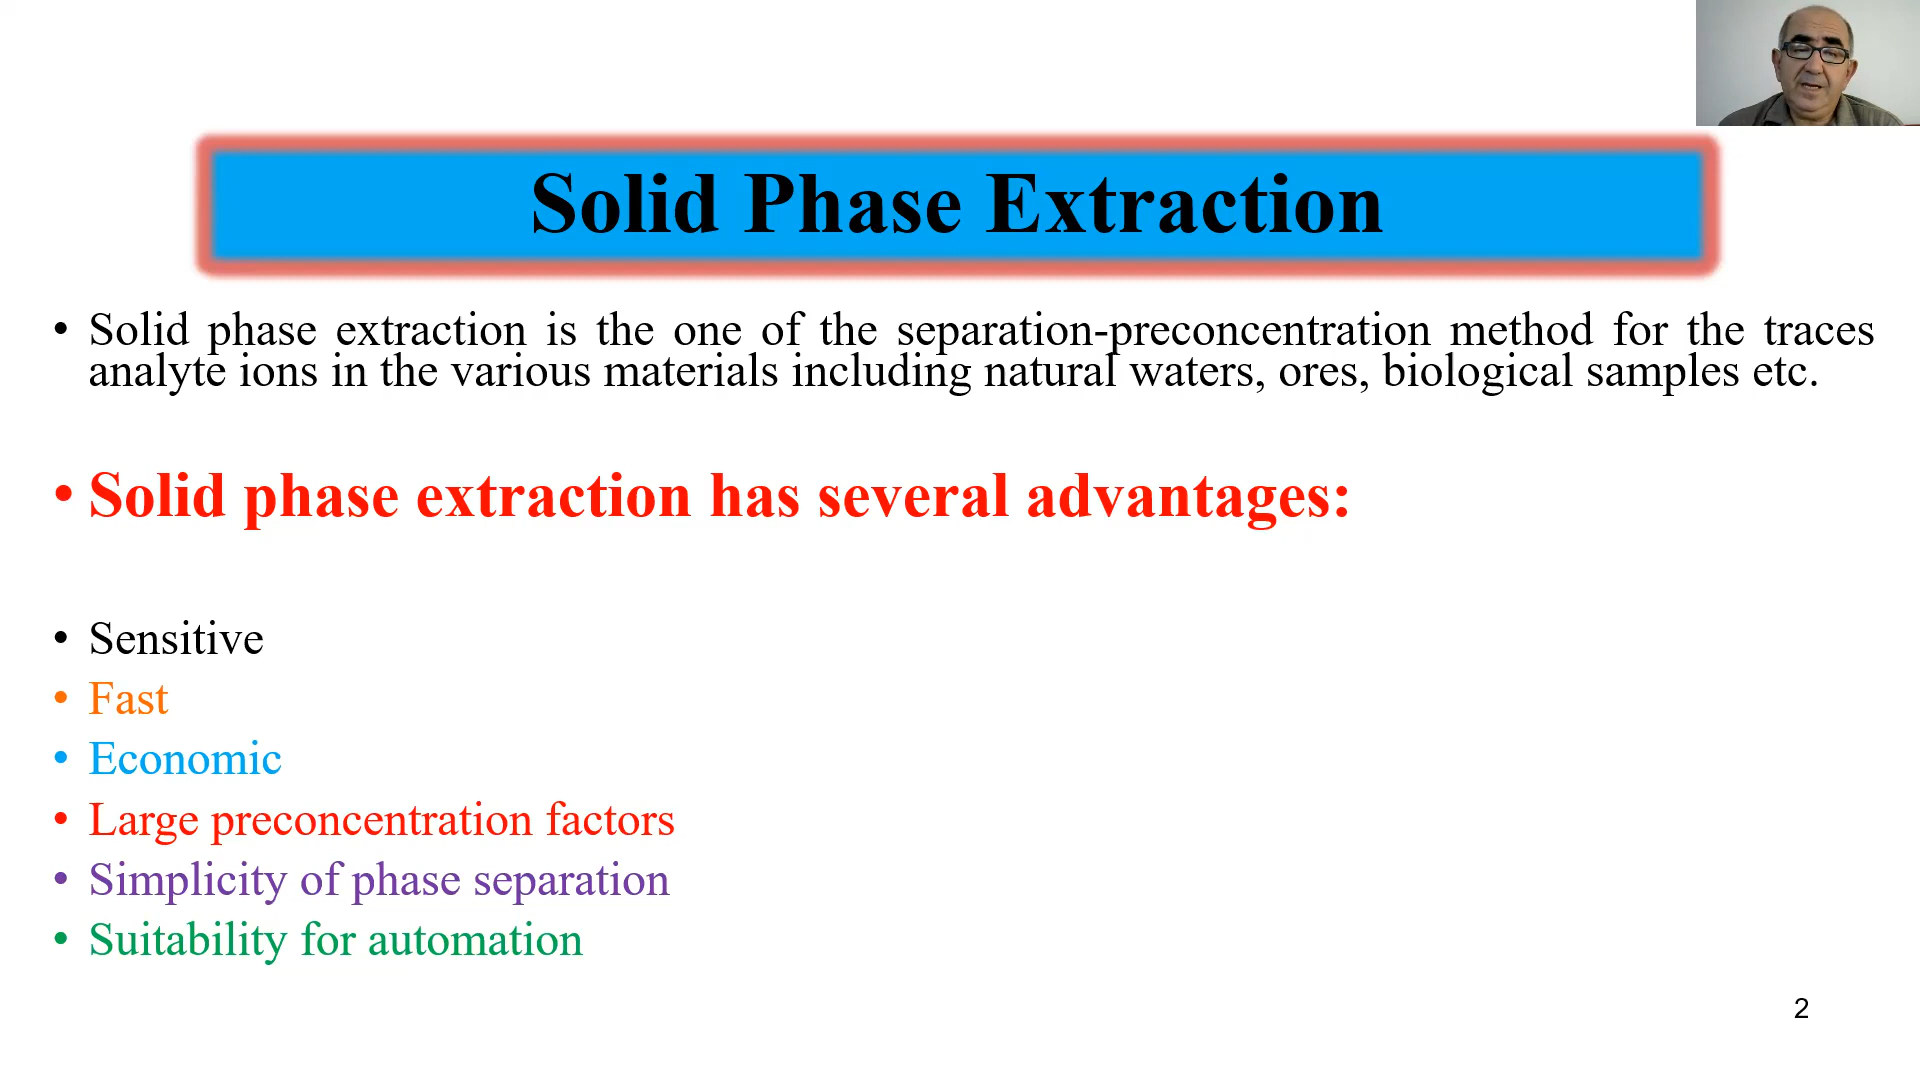 Solid Phase Extraction
• Solid phase extraction is the one of the separation-preconcentration method for the traces
analyte ions in the various materials including natural waters, ores, biological samples etc.
• Solid phase extraction has several advantages:
• Sensitive
• Fast
• Economic
• Large preconcentration factors
• Simplicity of phase separation
• Suitability for automation
2